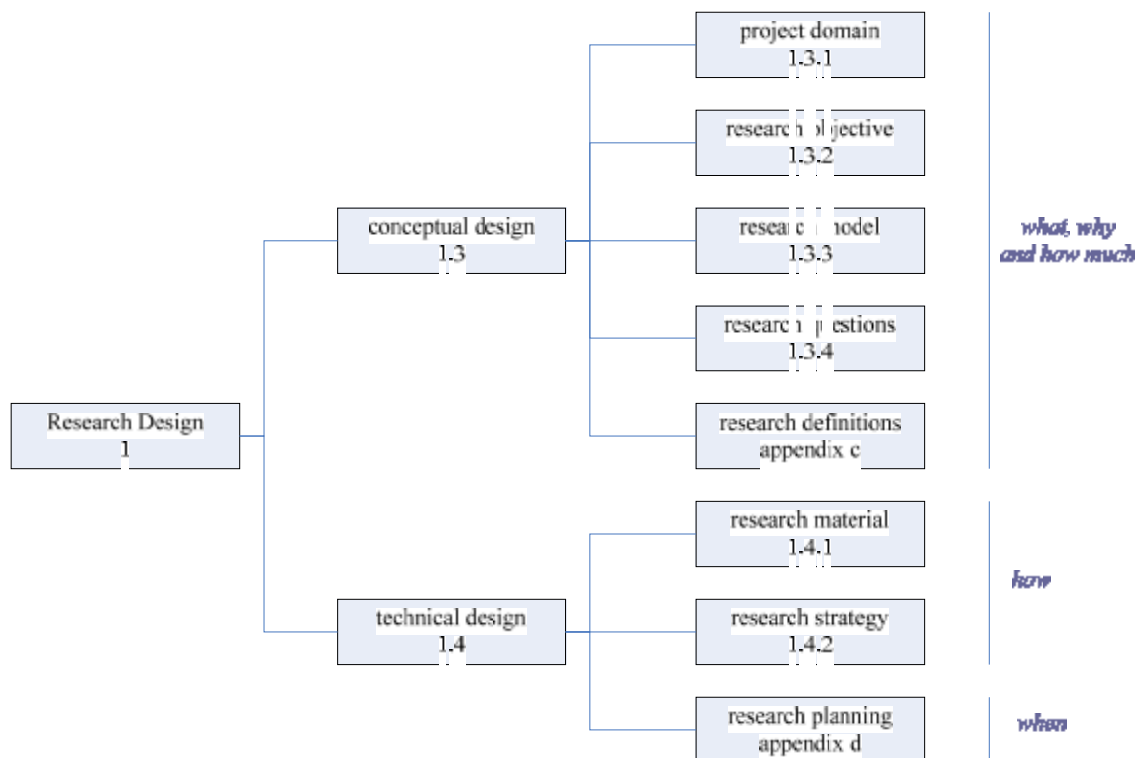 project domain
1.3.1
research objective
1.3.2
conceptual design
1.3
research model
1.3.3
what, why
and how much
research questions
1.3.4
Research Design
1
research definitions
appendix c
research material
1.4.1
how
technical design
1.4
research strategy
1.4.2
research planning
appendix d
when